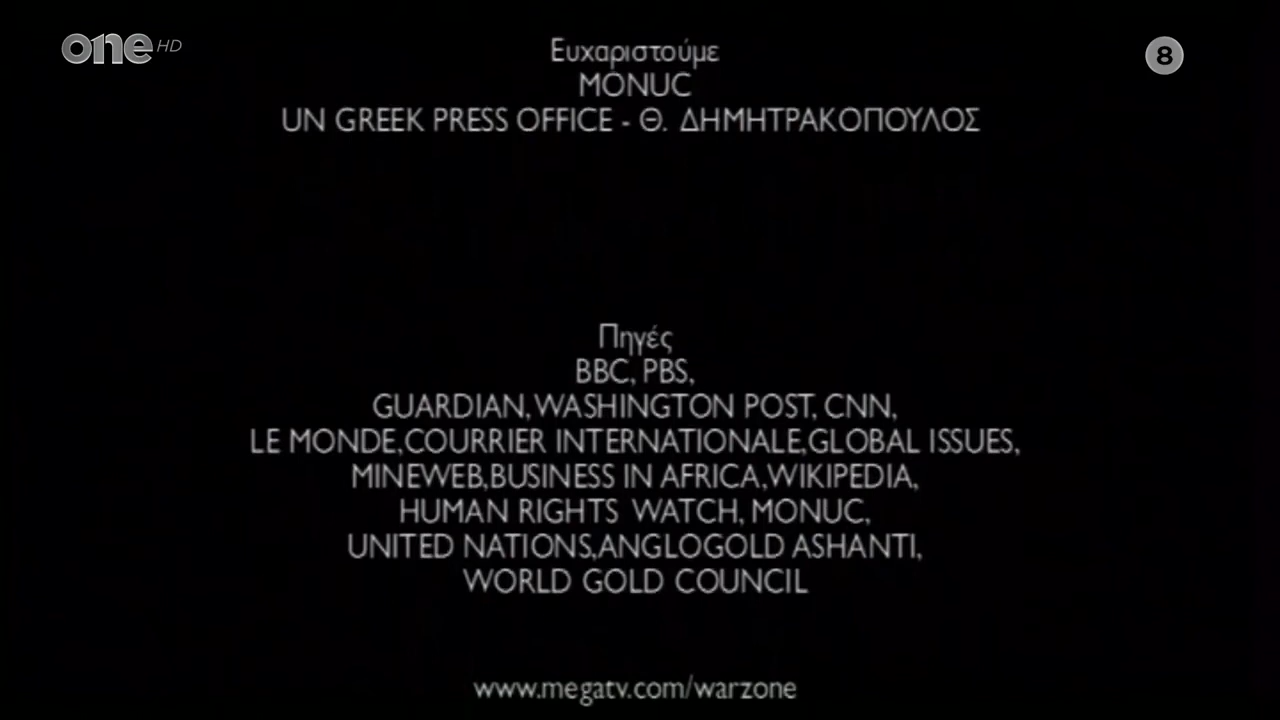 one HD
8
Ευχαριστούμε
MONUC
UN GREEK PRESS OFFICE - Θ. ΔΗΜΗΤΡΑΚΟΠΟΥΛΟΣ
Πηγές
BBC, PBS,
GUARDIAN,WASHINGTON POST, CNN,
LE MONDE,COURRIER INTERNATIONALE,GLOBAL ISSUES,
MINEWEB,BUSINESS IN AFRICA,WIKIPEDIA,
HUMAN RIGHTS WATCH, MONUC,
UNITED NATIONS,ANGLOGOLD ASHANTI,
WORLD GOLD COUNCIL
www.megatv.com/warzone